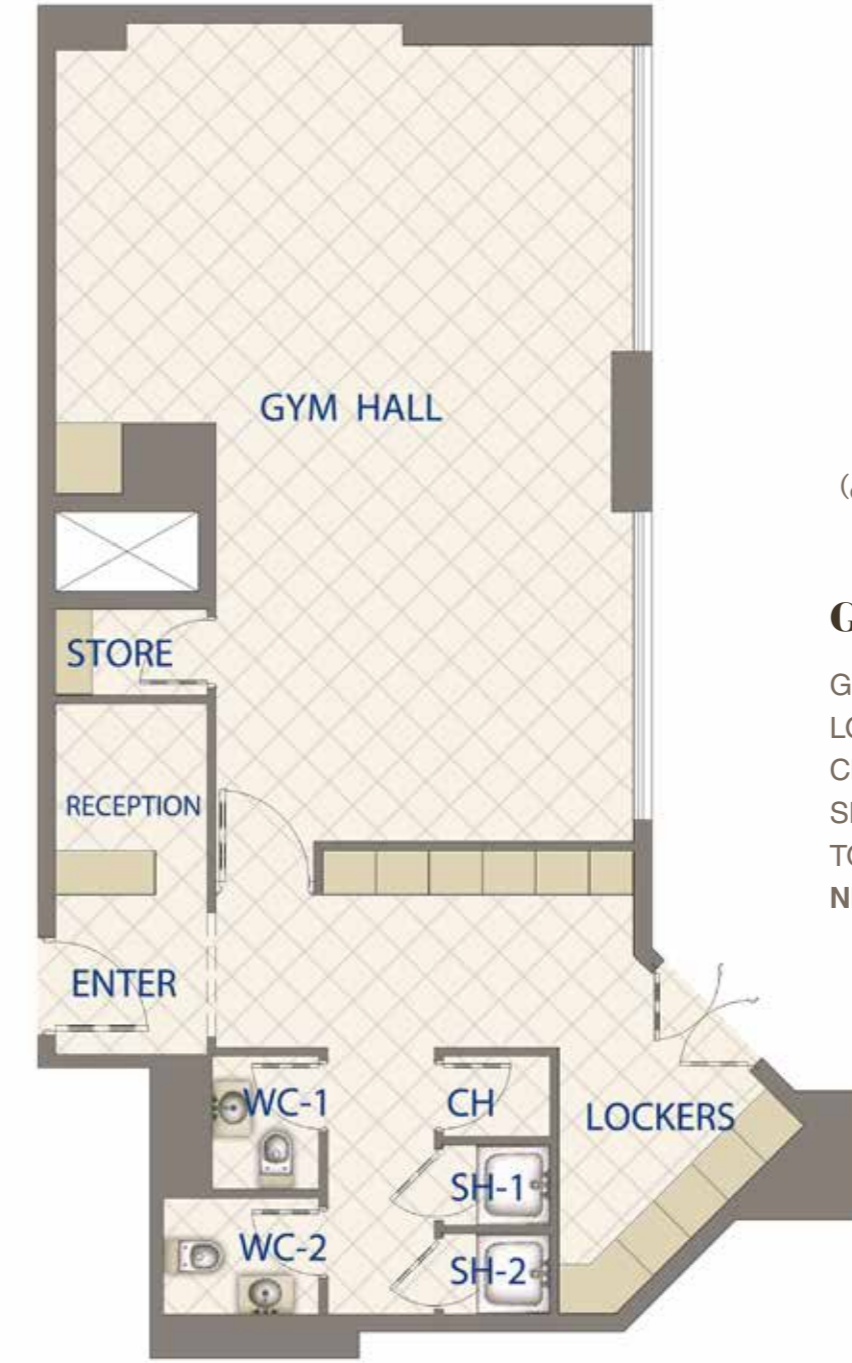 GYM HALL
STORE
RECEPTION
ENTER
WC-1
CH
LOCKERS
SH-1
WC-2
SH-2